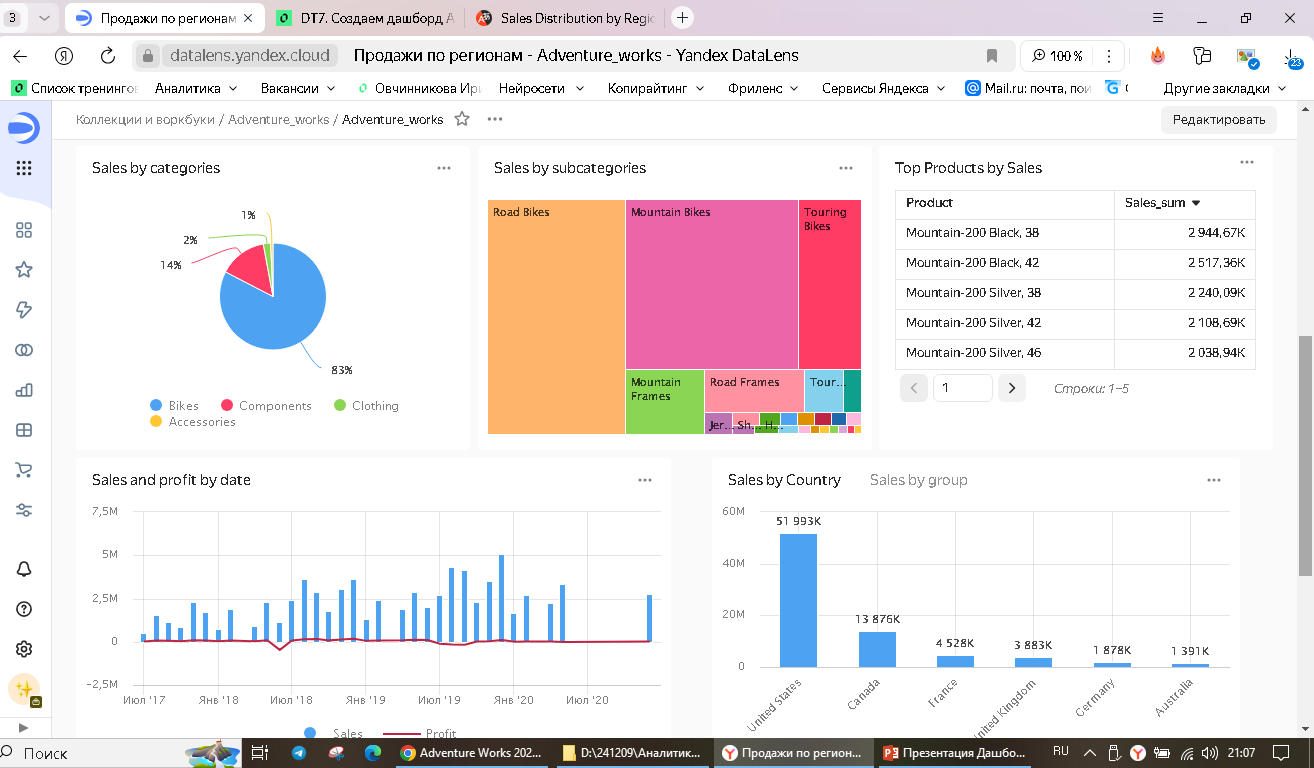 3
Продажи по регионам
DT7. Создаем дашборд
Sales Distribution by Regi
datalens.yandex.cloud
Продажи по регионам - Adventure_works - Yandex DataLens
100 %
23
Список тренинго
Аналитика
Вакансии
Овчинникова Ири
Нейросети
Копирайтинг
Фриленс
Сервисы Яндекса
Mail.ru: почта, пои
Другие закладки
Коллекции и воркбуки / Adventure_works / Adventure_works
Редактировать
Sales by categories
1%
2%
14%
83%
Bikes
Components
Clothing
Accessories
Sales by subcategories
Road Bikes
Mountain Bikes
Touring
Bikes
Mountain
Frames
Road Frames
Tour...
Jer...
Sh...
H...
Top Products by Sales
Product
Sales_sum
Mountain-200 Black, 38
2 944,67K
Mountain-200 Black, 42
2 517,36K
Mountain-200 Silver, 38
2 240,09K
Mountain-200 Silver, 42
2 108,69K
Mountain-200 Silver, 46
2 038,94K
1
Строки: 1–5
Sales and profit by date
7,5M
5M
2,5M
0
−2,5M
Июл '17
Янв '18
Июл '18
Янв '19
Июл '19
Янв '20
Июл '20
Sales
Profit
Sales by Country
Sales by group
60M
40M
20M
0
51 993K
13 876K
4 528K
3 883K
1 878K
1 391K
United States
Canada
France
nited Kingdom
Germany
Australia
Поиск
Adventure Works 202...
D:\241209\Аналитик...
Продажи по регион...
Презентация Дашбо...
RU
21:07